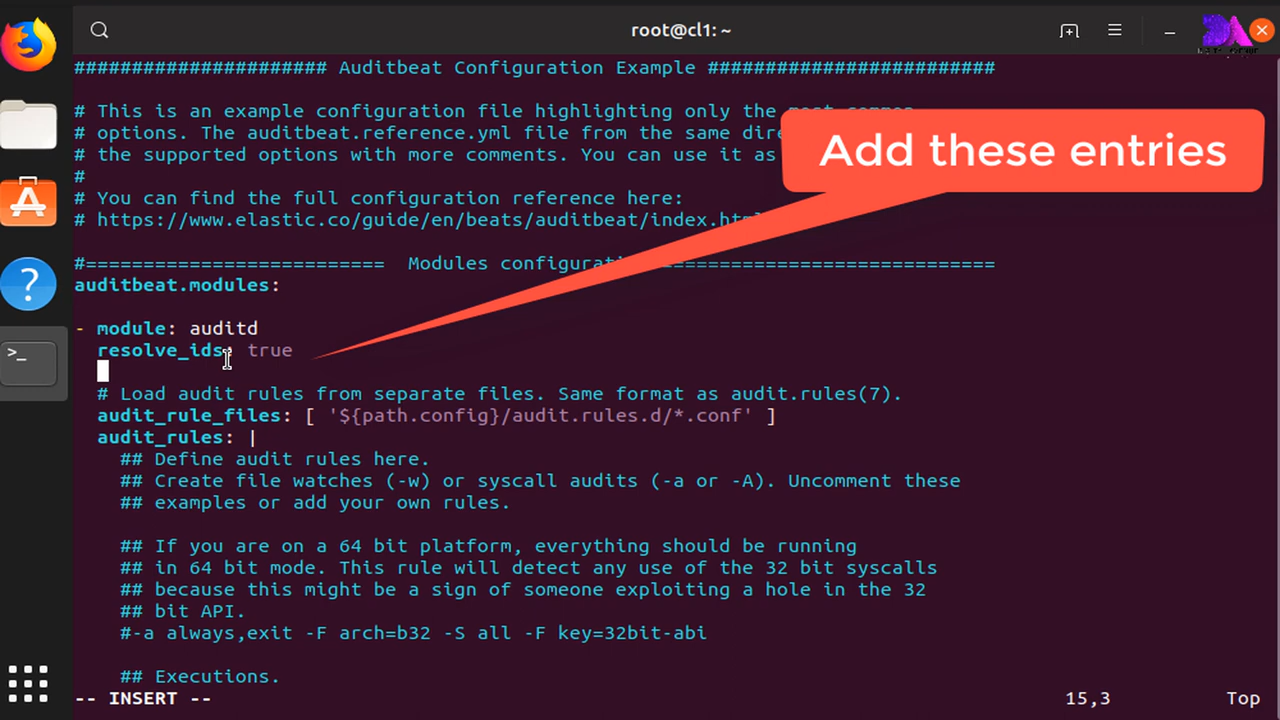 root@cl1: ~
###################### Auditbeat Configuration Example #########################
# This is an example configuration file highlighting only the most common
# options. The auditbeat.reference.yml file from the same
# the supported options with more comments. You can use it as
#
# You can find the full configuration reference here:
# https://www.elastic.co/guide/en/beats/auditbeat/index.html
Add these entries
#========================== Modules configuration =============================
auditbeat.modules:
- module: auditd
resolve_ids: true
# Load audit rules from separate files. Same format as audit.rules(7).
audit_rule_files: [ '${path.config}/audit.rules.d/*.conf' ]
audit_rules: |
## Define audit rules here.
## Create file watches (-w) or syscall audits (-a or -A). Uncomment these
## examples or add your own rules.
## If you are on a 64 bit platform, everything should be running
## in 64 bit mode. This rule will detect any use of the 32 bit syscalls
## because this might be a sign of someone exploiting a hole in the 32
## bit API.
#-a always,exit -F arch=b32 -S all -F key=32bit-abi
## Executions.
-- INSERT -- 15,3 Top